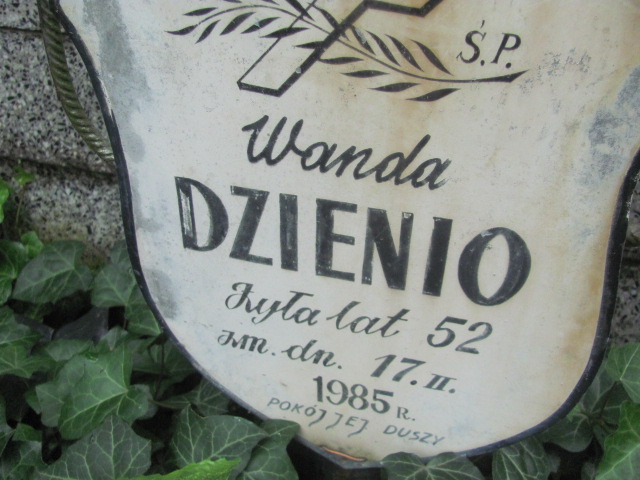 Ś.P.
Wanda
DZIENIO
Żyła lat 52
zm. dn. 17.II.
1985 R.
POKÓJ JEJ DUSZY